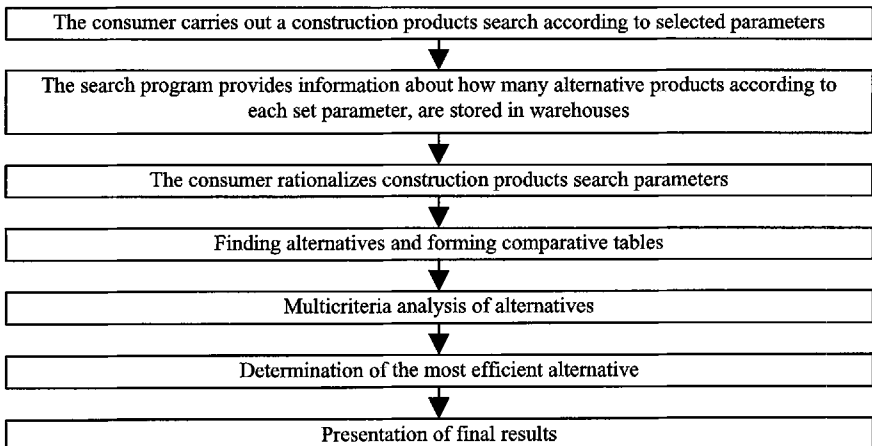 The consumer carries out a construction products search according to selected parameters
The search program provides information about how many alternative products according to
each set parameter, are stored in warehouses
The consumer rationalizes construction products search parameters
Finding alternatives and forming comparative tables
Multicriteria analysis of alternatives
Determination of the most efficient alternative
Presentation of final results